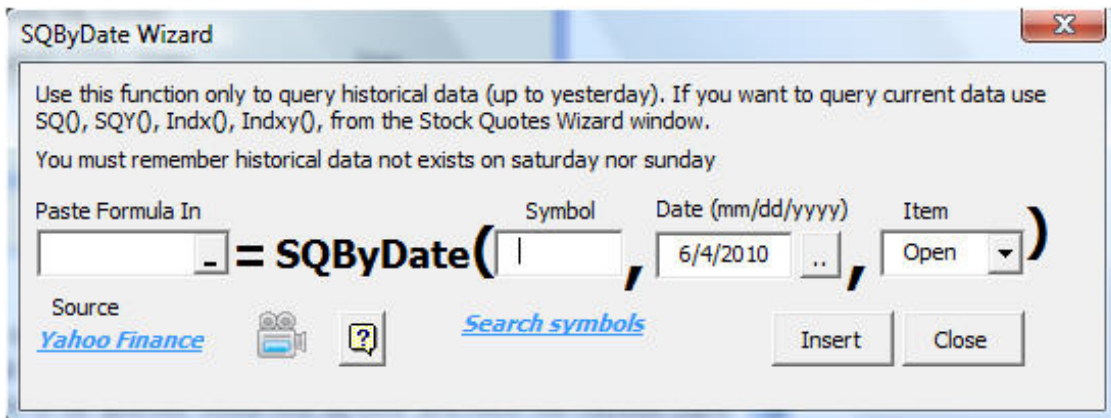 SQByDate Wizard
Use this function only to query historical data (up to yesterday). If you want to query current data use
SQ(), SQY(), Indx(), Indxy(), from the Stock Quotes Wizard window.
You must remember historical data not exists on saturday nor sunday
Paste Formula In Symbol Date (mm/dd/yyyy) Item
_ = SQByDate( , 6/4/2010 .. , Open )
Source
Yahoo Finance ? Search symbols Insert Close